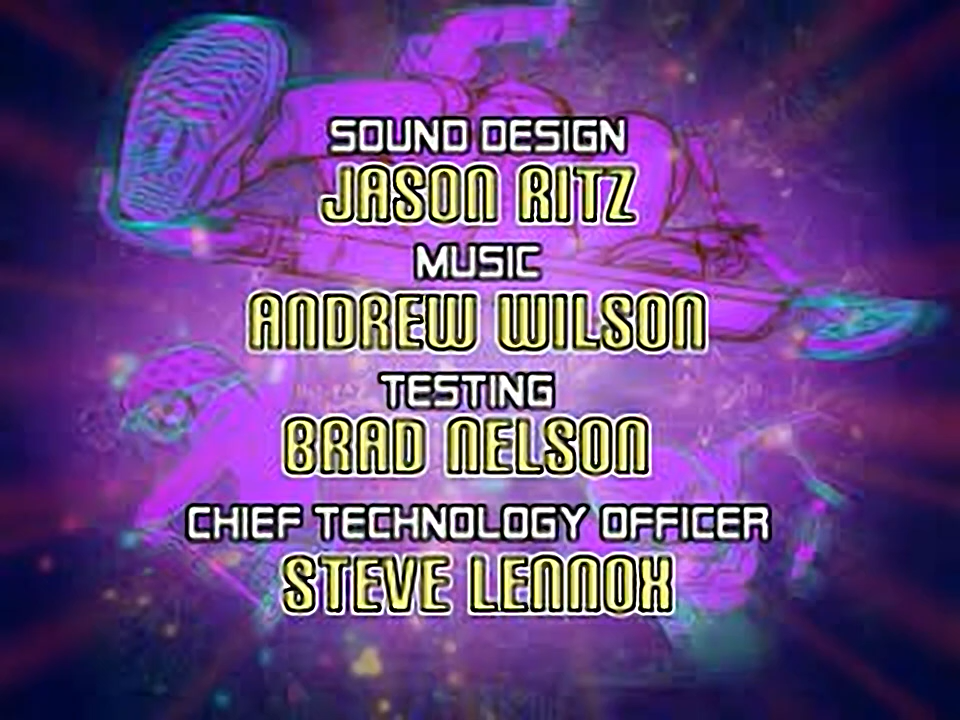 SOUND DESIGN
JASON RITZ
MUSIC
ANDREW WILSON
TESTING
BRAD NELSON
CHIEF TECHNOLOGY OFFICER
STEVE LENNOX